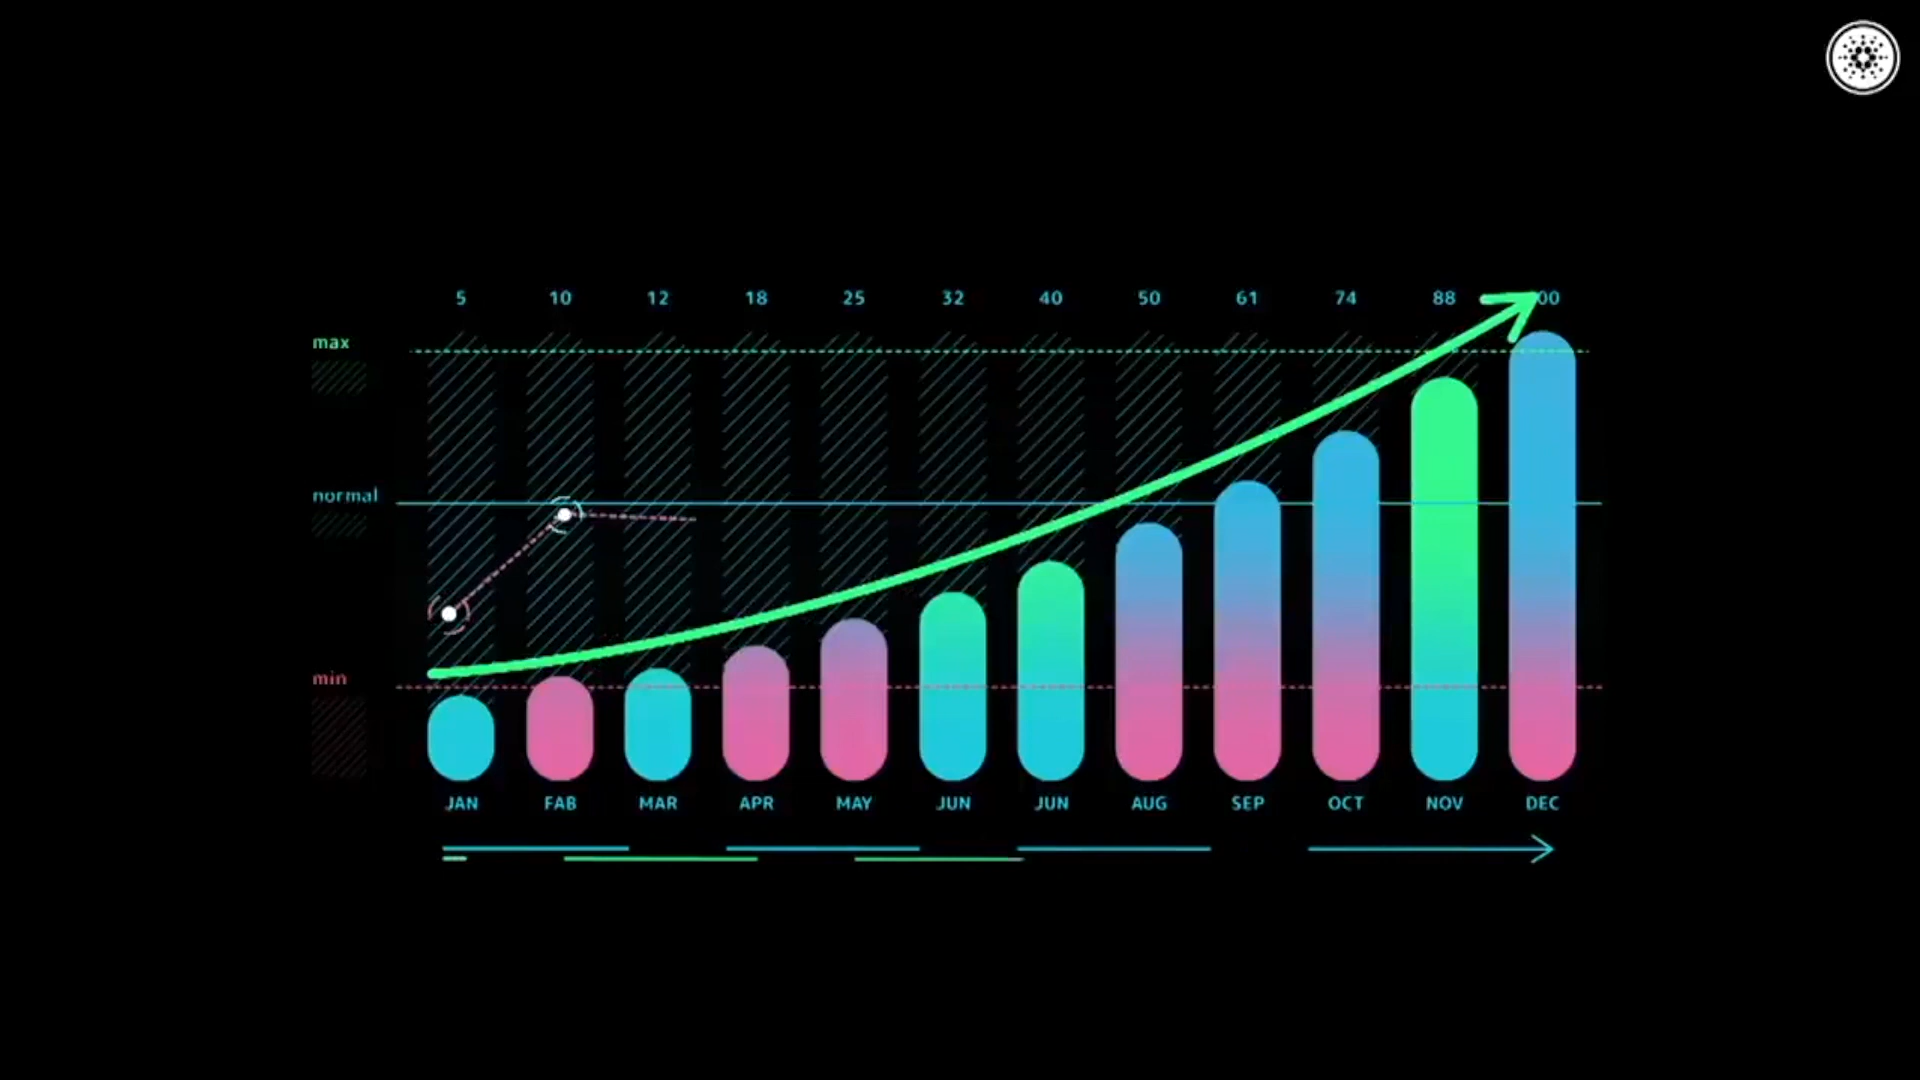 5 10 12 18 25 32 40 50 61 74 88 00
max
normal
min
JAN FAB MAR APR MAY JUN JUN AUG SEP OCT NOV DEC